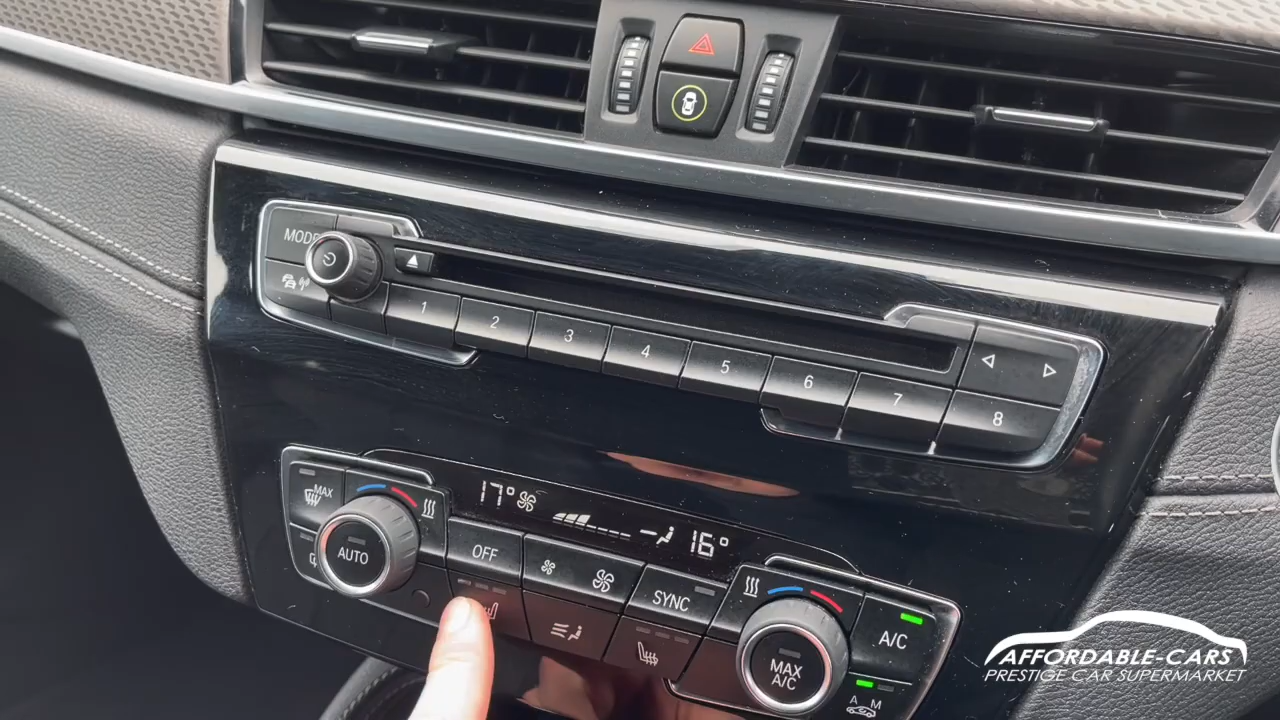 MODE
1
2
3
4
5
6
7
8
MAX
17°
16°
AUTO
OFF
SYNC
MAX
A/C
A/C
A M
AFFORDABLE-CARS
PRESTIGE CAR SUPERMARKET